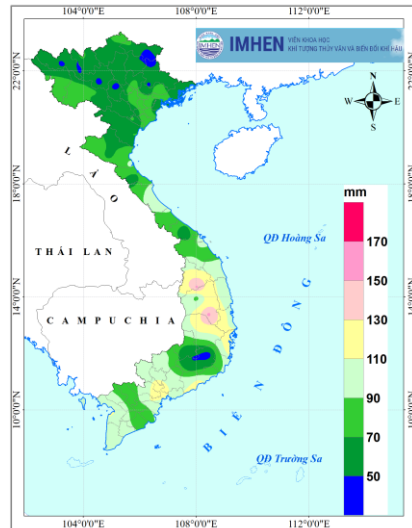 104°0'0"E 108°0'0"E 112°0'0"E
IMHEN VIỆN KHOA HỌC
KHÍ TƯỢNG THỦY VĂN VÀ BIẾN ĐỔI KHÍ HẬU
22°0'0"N
N
W E
S
18°0'0"N
LÀO
mm
QĐ Hoàng Sa
THÁI LAN
170
150
14°0'0"N
CAMPUCHIA
130
110
BIỂN ĐÔNG
90
10°0'0"N
70
QĐ Trường Sa
50
104°0'0"E 108°0'0"E 112°0'0"E